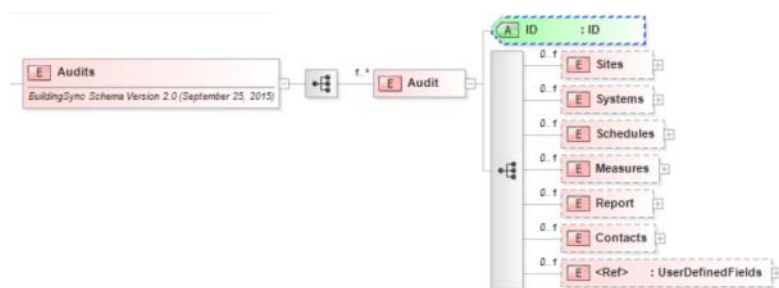 A ID : ID
E Audits
BuildingSync Schema Version 2.0 (September 25, 2015)
1..*
E Audit
0..1
E Sites
0..1
E Systems
0..1
E Schedules
0..1
E Measures
0..1
E Report
0..1
E Contacts
0..1
E <Ref> : UserDefinedFields